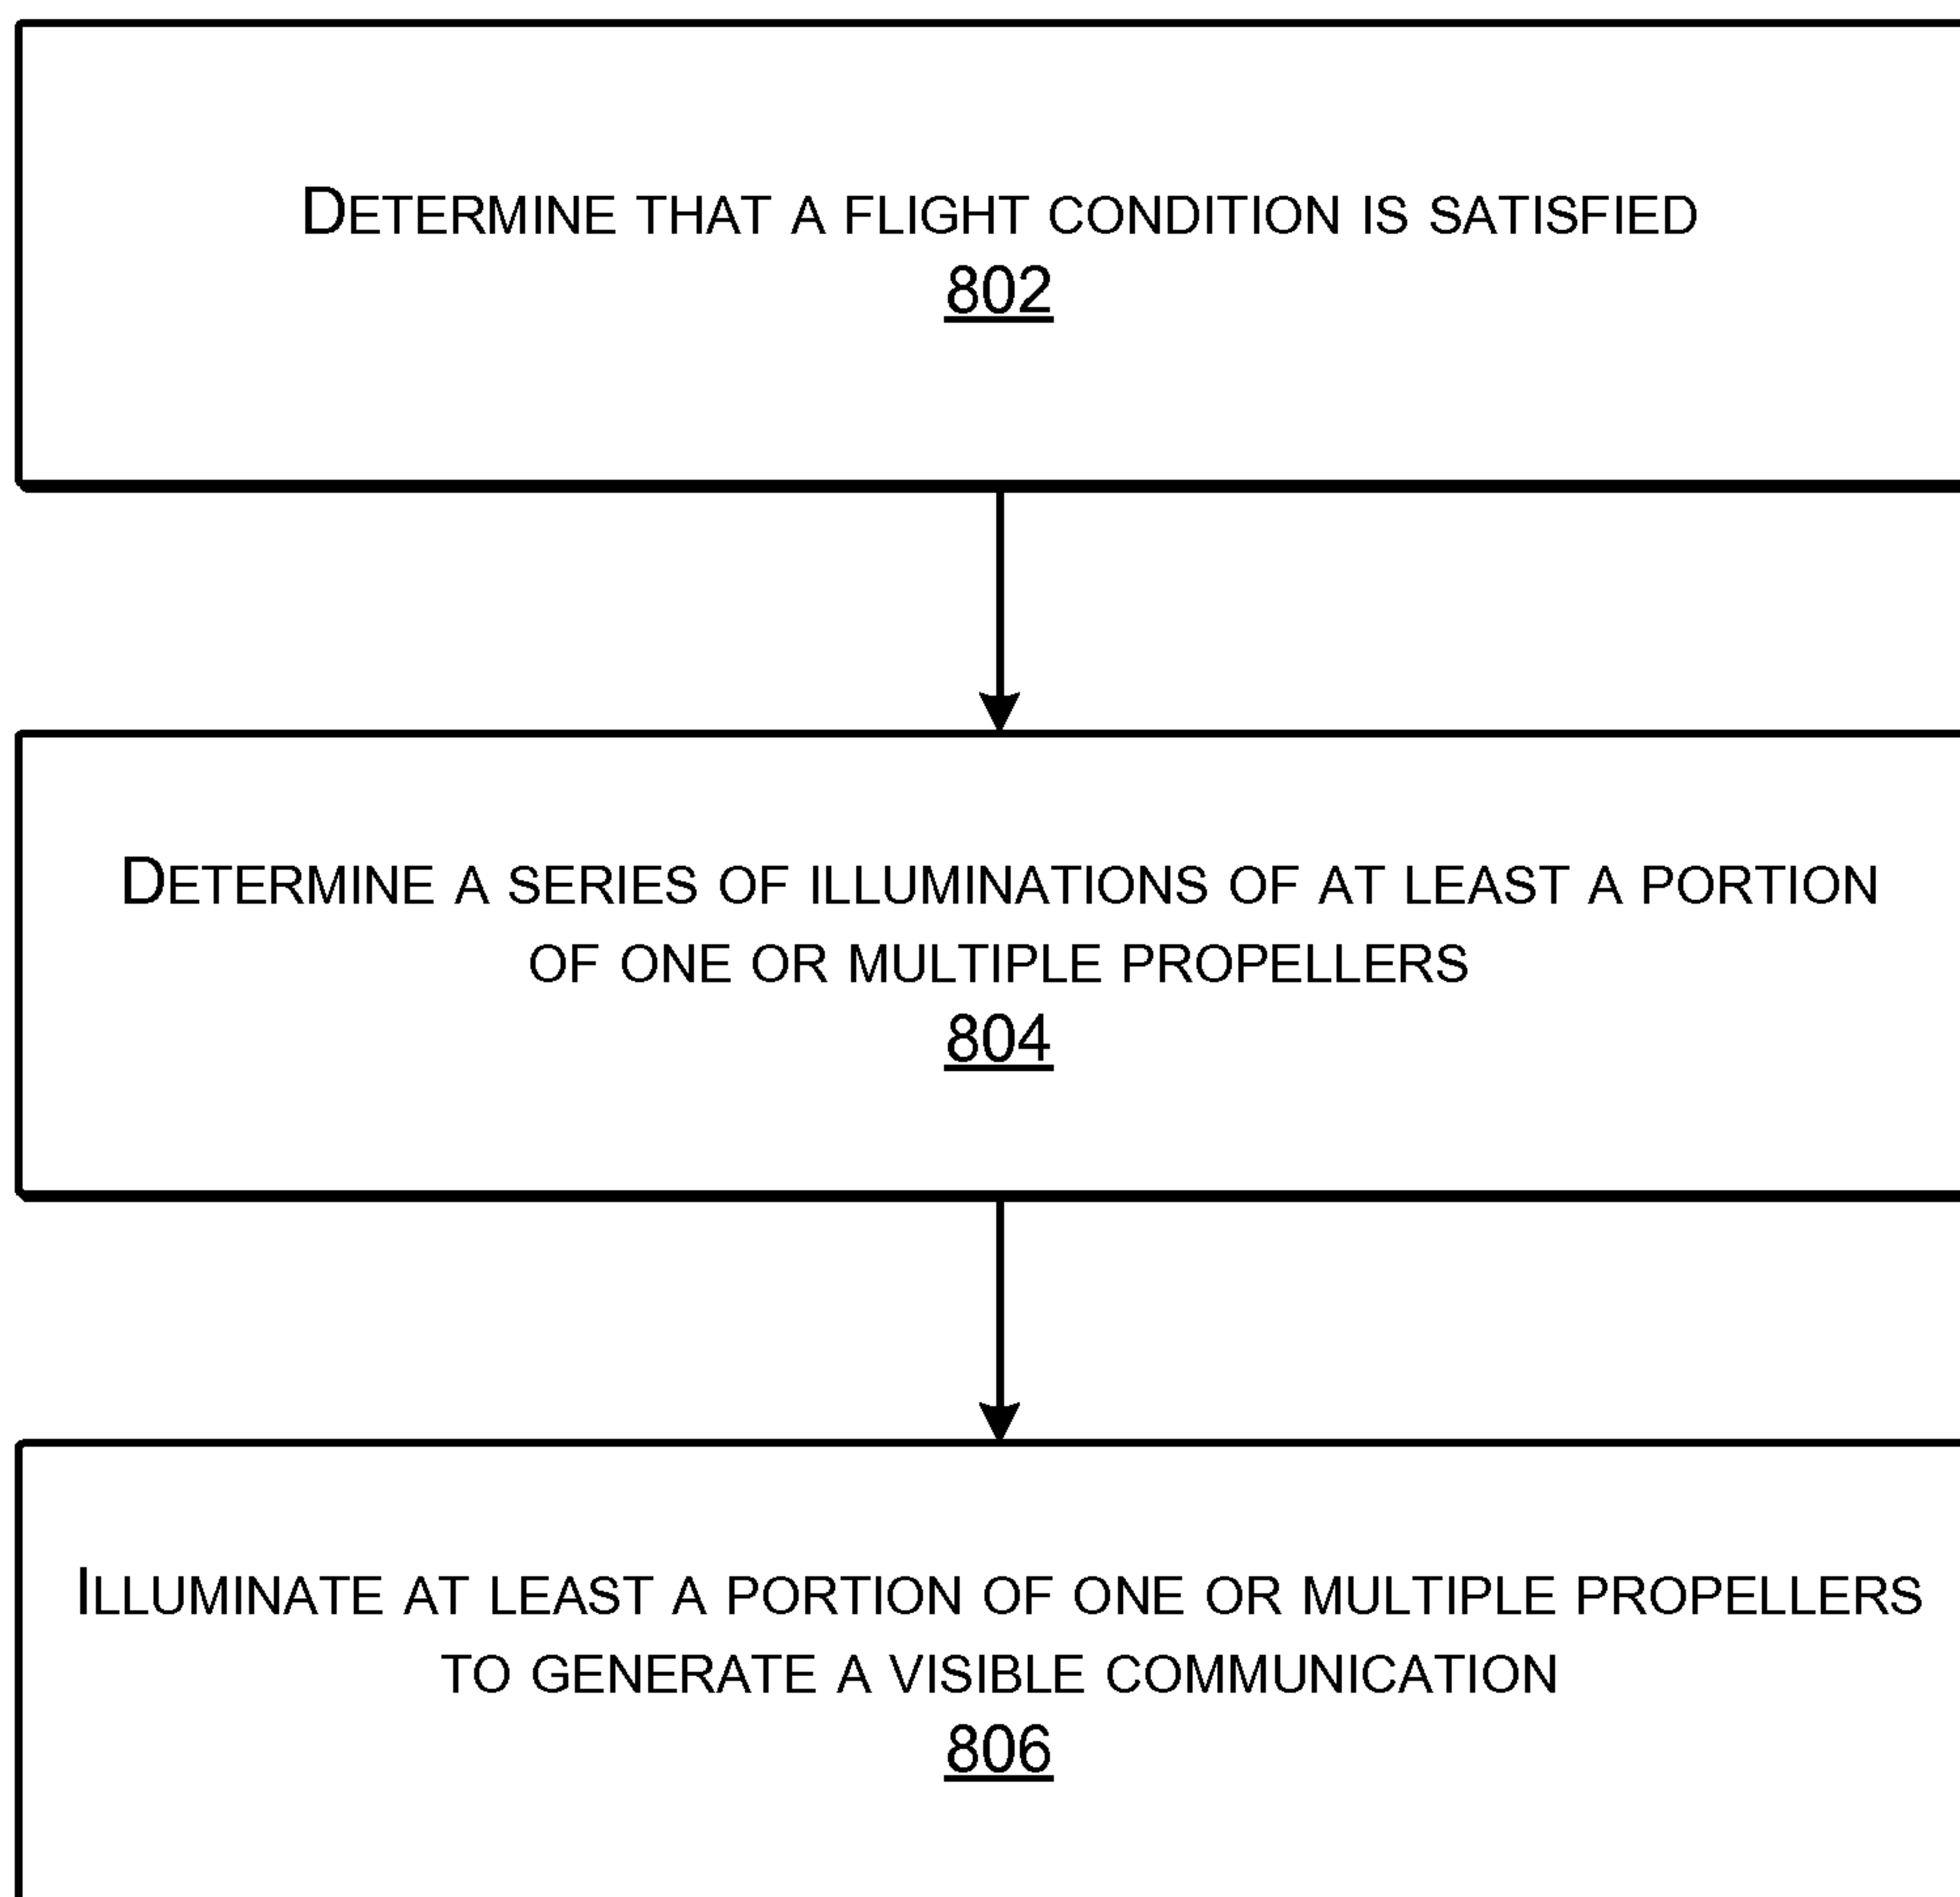 DETERMINE THAT A FLIGHT CONDITION IS SATISFIED
802
DETERMINE A SERIES OF ILLUMINATIONS OF AT LEAST A PORTION
OF ONE OR MULTIPLE PROPELLERS
804
ILLUMINATE AT LEAST A PORTION OF ONE OR MULTIPLE PROPELLERS
TO GENERATE A VISIBLE COMMUNICATION
806